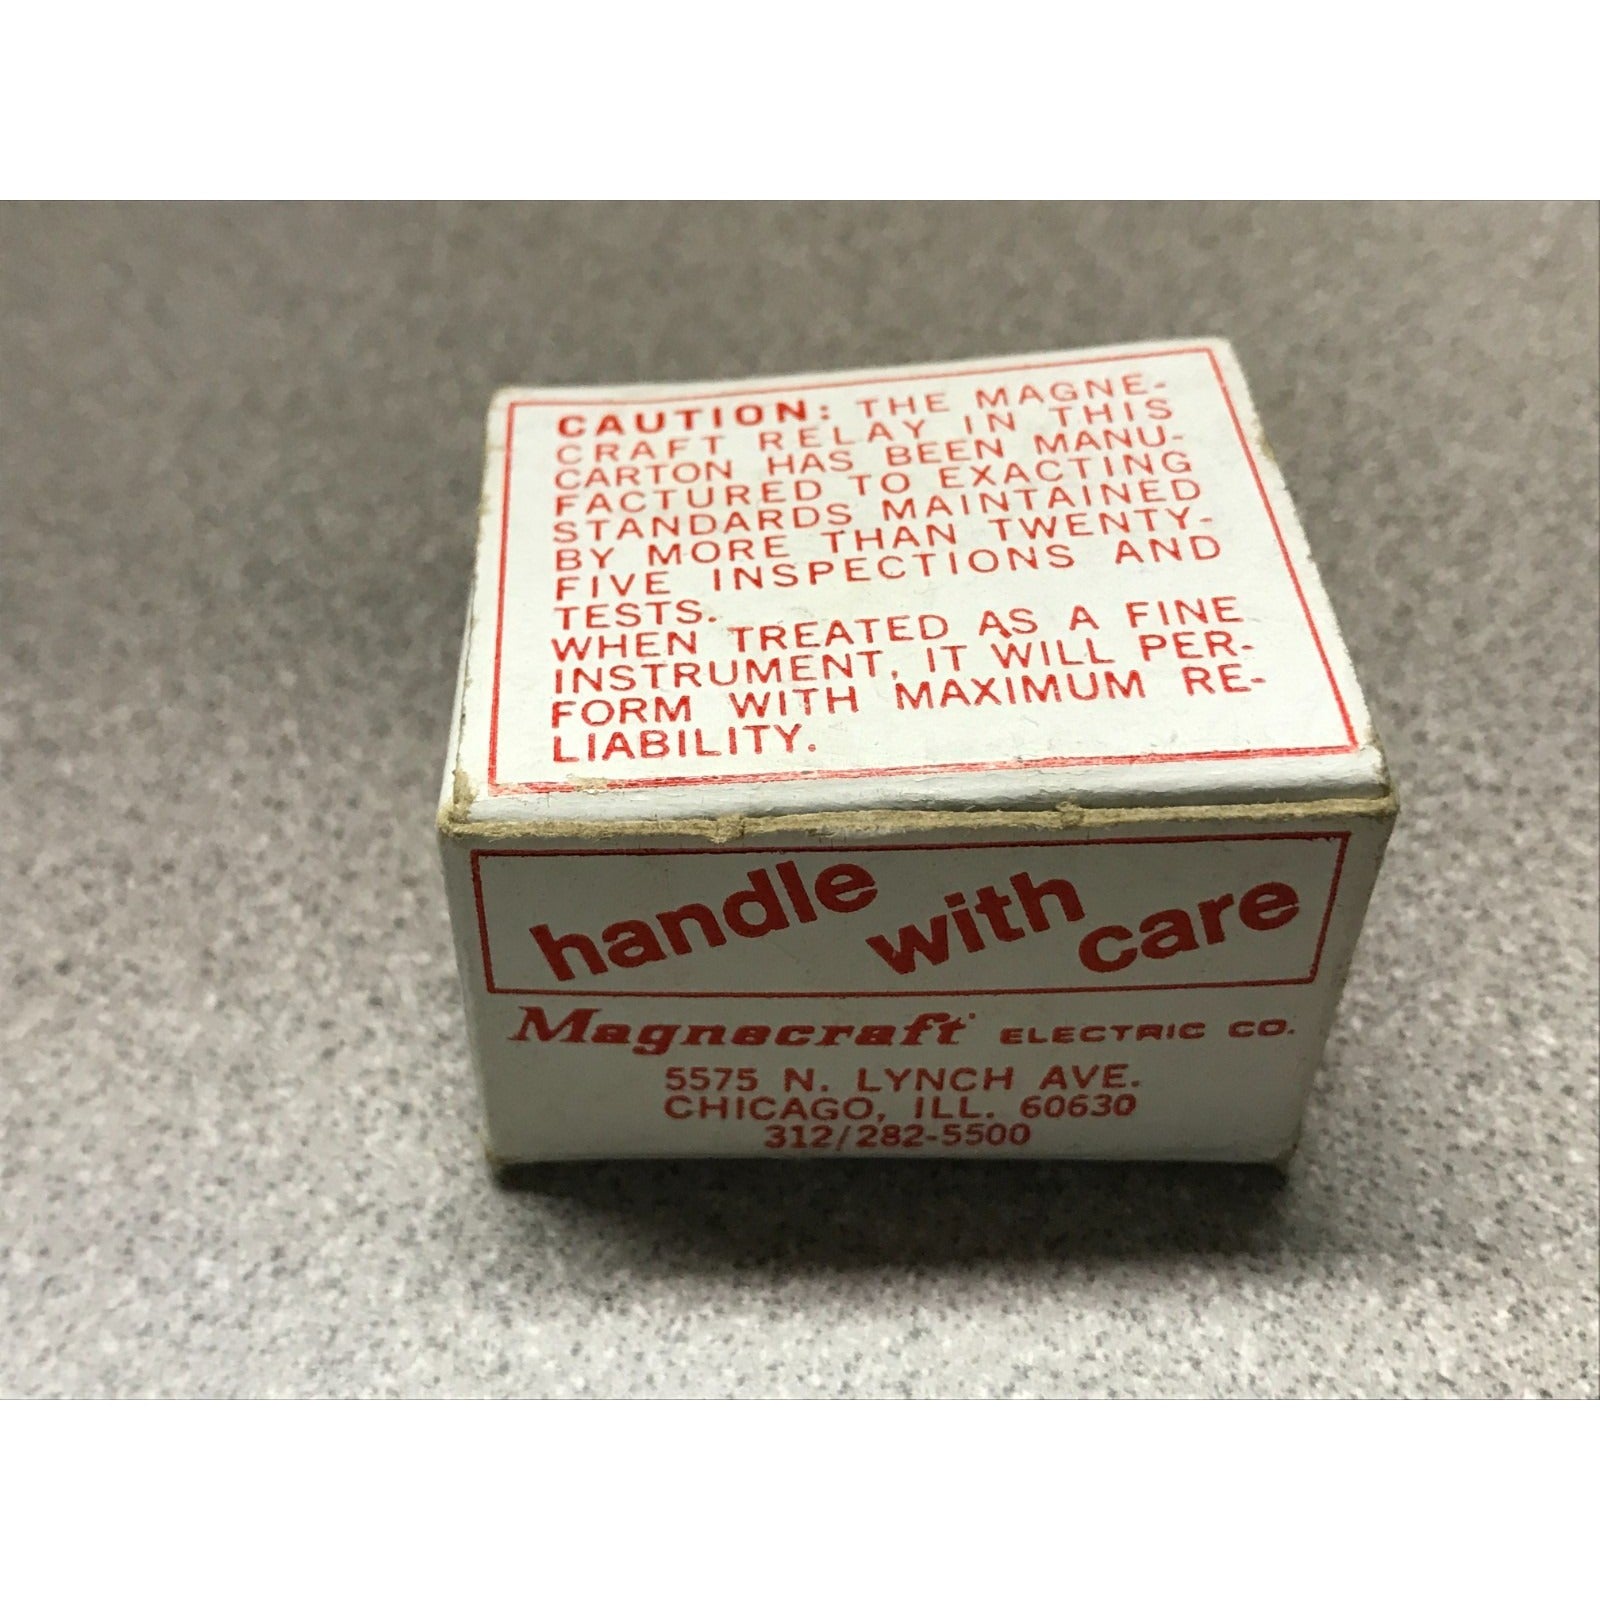 CAUTION: THE MAGNE-
CRAFT RELAY IN THIS
CARTON HAS BEEN MANU-
FACTURED TO EXACTING
STANDARDS MAINTAINED
BY MORE THAN TWENTY-
FIVE INSPECTIONS AND
TESTS.
WHEN TREATED AS A FINE
INSTRUMENT, IT WILL PER-
FORM WITH MAXIMUM RE-
LIABILITY.
handle with care
Magnecraft ELECTRIC CO.
5575 N. LYNCH AVE.
CHICAGO, ILL. 60630
312/282-5500